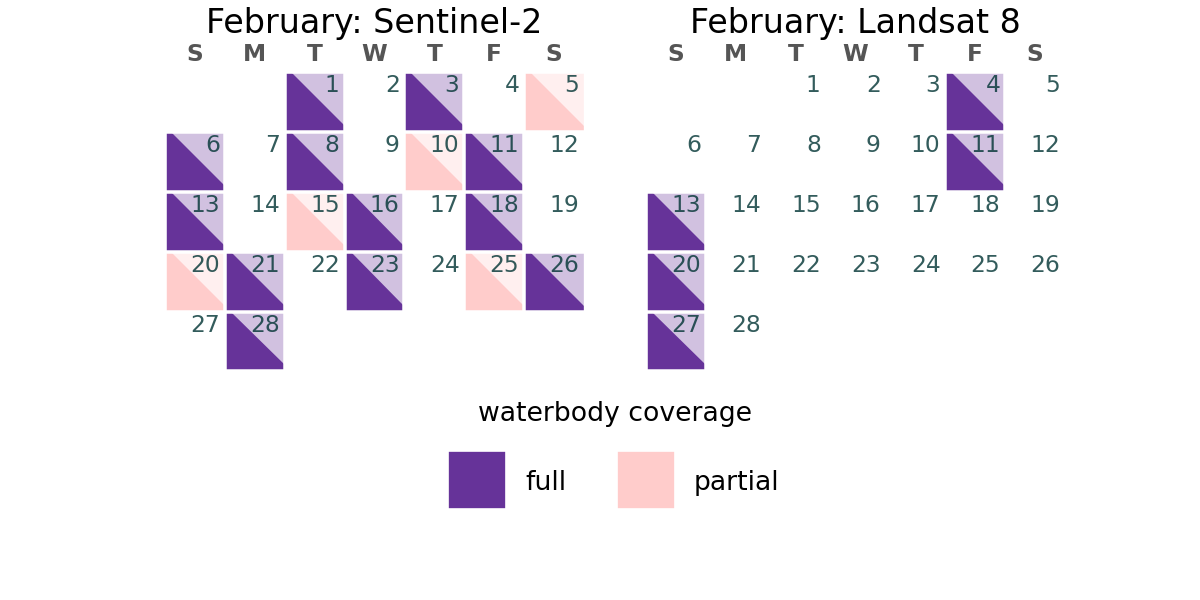 February: Sentinel-2
S M T W T F S
1 2 3 4 5
6 7 8 9 10 11 12
13 14 15 16 17 18 19
20 21 22 23 24 25 26
27 28
February: Landsat 8
S M T W T F S
1 2 3 4 5
6 7 8 9 10 11 12
13 14 15 16 17 18 19
20 21 22 23 24 25 26
27 28
waterbody coverage
full
partial